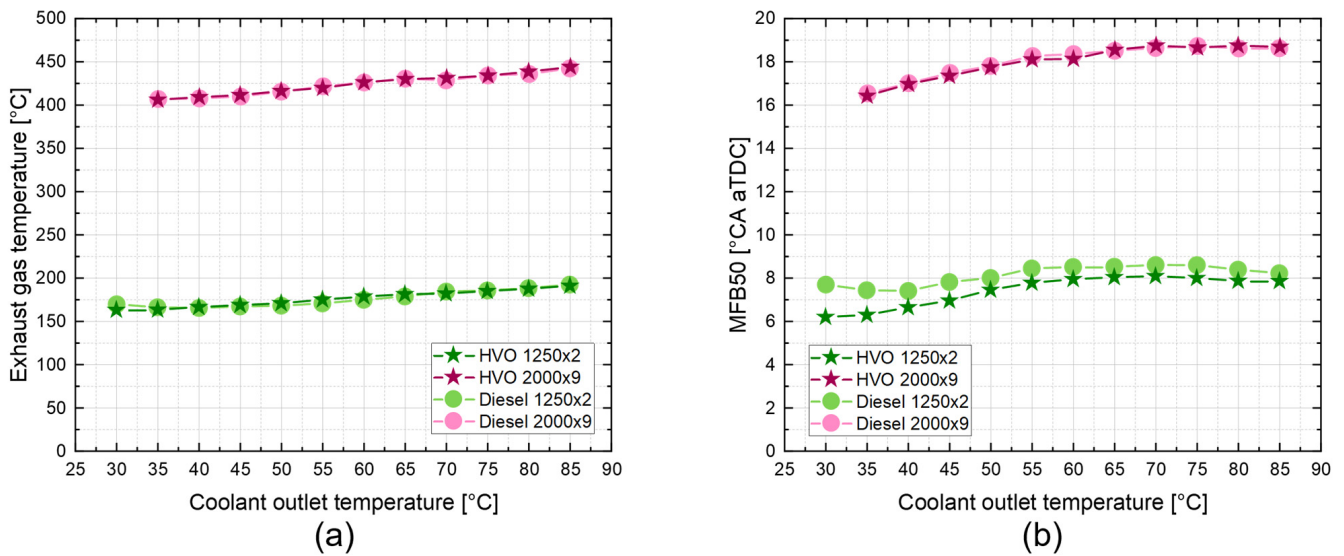 500
450
400
350
300
250
200
150
100
50
0
Exhaust gas temperature [°C]
HVO 1250x2
HVO 2000x9
Diesel 1250x2
Diesel 2000x9
25 30 35 40 45 50 55 60 65 70 75 80 85 90
Coolant outlet temperature [°C]
(a)
20
18
16
14
12
10
8
6
4
2
0
MFB50 [°CA aTDC]
HVO 1250x2
HVO 2000x9
Diesel 1250x2
Diesel 2000x9
25 30 35 40 45 50 55 60 65 70 75 80 85 90
Coolant outlet temperature [°C]
(b)